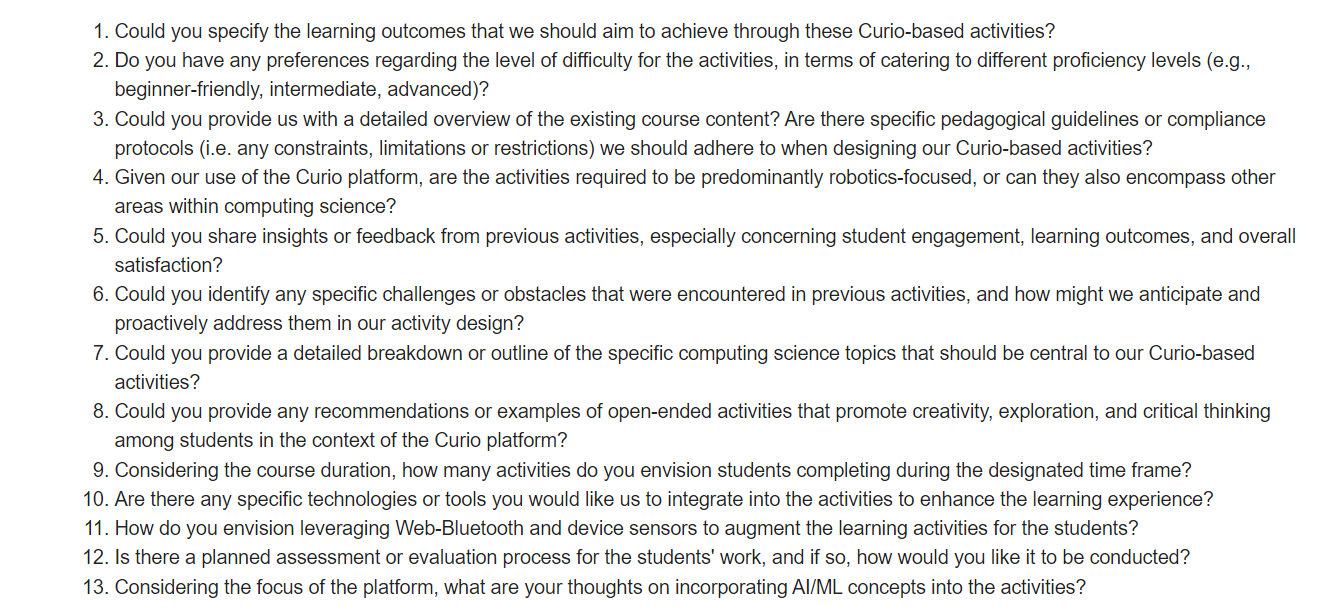 1. Could you specify the learning outcomes that we should aim to achieve through these Curio-based activities?
2. Do you have any preferences regarding the level of difficulty for the activities, in terms of catering to different proficiency levels (e.g.,
beginner-friendly, intermediate, advanced)?
3. Could you provide us with a detailed overview of the existing course content? Are there specific pedagogical guidelines or compliance
protocols (i.e. any constraints, limitations or restrictions) we should adhere to when designing our Curio-based activities?
4. Given our use of the Curio platform, are the activities required to be predominantly robotics-focused, or can they also encompass other
areas within computing science?
5. Could you share insights or feedback from previous activities, especially concerning student engagement, learning outcomes, and overall
satisfaction?
6. Could you identify any specific challenges or obstacles that were encountered in previous activities, and how might we anticipate and
proactively address them in our activity design?
7. Could you provide a detailed breakdown or outline of the specific computing science topics that should be central to our Curio-based
activities?
8. Could you provide any recommendations or examples of open-ended activities that promote creativity, exploration, and critical thinking
among students in the context of the Curio platform?
9. Considering the course duration, how many activities do you envision students completing during the designated time frame?
10. Are there any specific technologies or tools you would like us to integrate into the activities to enhance the learning experience?
11. How do you envision leveraging Web-Bluetooth and device sensors to augment the learning activities for the students?
12. Is there a planned assessment or evaluation process for the students' work, and if so, how would you like it to be conducted?
13. Considering the focus of the platform, what are your thoughts on incorporating AI/ML concepts into the activities?